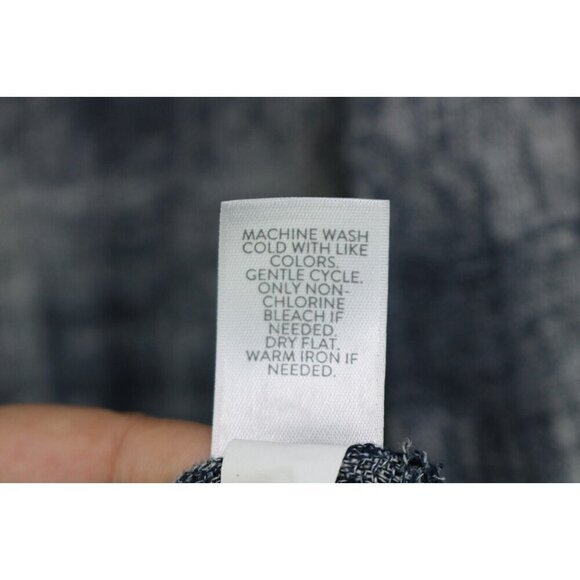 MACHINE WASH
COLD WITH LIKE
COLORS.
GENTLE CYCLE.
ONLY NON-
CHLORINE
BLEACH IF
NEEDED.
DRY FLAT.
WARM IRON IF
NEEDED.